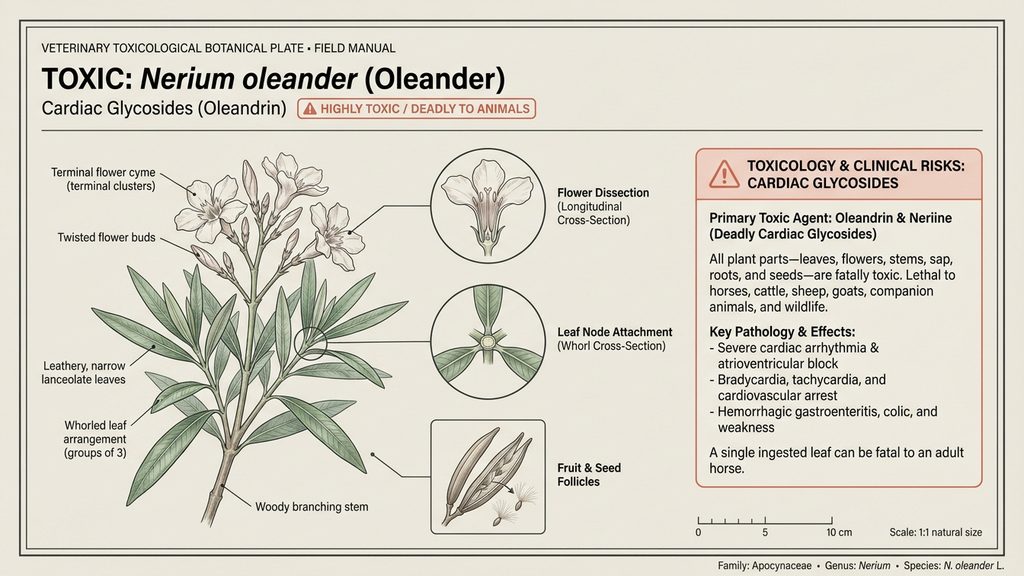 VETERINARY TOXICOLOGICAL BOTANICAL PLATE • FIELD MANUAL
TOXIC: Nerium oleander (Oleander)
Cardiac Glycosides (Oleandrin)
HIGHLY TOXIC / DEADLY TO ANIMALS
Terminal flower cyme
(terminal clusters)
Twisted flower buds
Leathery, narrow
lanceolate leaves
Whorled leaf
arrangement
(groups of 3)
Woody branching stem
Flower Dissection
(Longitudinal
Cross-Section)
Leaf Node Attachment
(Whorl Cross-Section)
Fruit & Seed
Follicles
TOXICOLOGY & CLINICAL RISKS:
CARDIAC GLYCOSIDES
Primary Toxic Agent: Oleandrin & Neriine
(Deadly Cardiac Glycosides)
All plant parts—leaves, flowers, stems, sap,
roots, and seeds—are fatally toxic. Lethal to
horses, cattle, sheep, goats, companion
animals, and wildlife.
Key Pathology & Effects:
- Severe cardiac arrhythmia &
atrioventricular block
- Bradycardia, tachycardia, and
cardiovascular arrest
- Hemorrhagic gastroenteritis, colic, and
weakness
A single ingested leaf can be fatal to an adult
horse.
0 5 10 cm
Scale: 1:1 natural size
Family: Apocynaceae • Genus: Nerium • Species: N. oleander L.